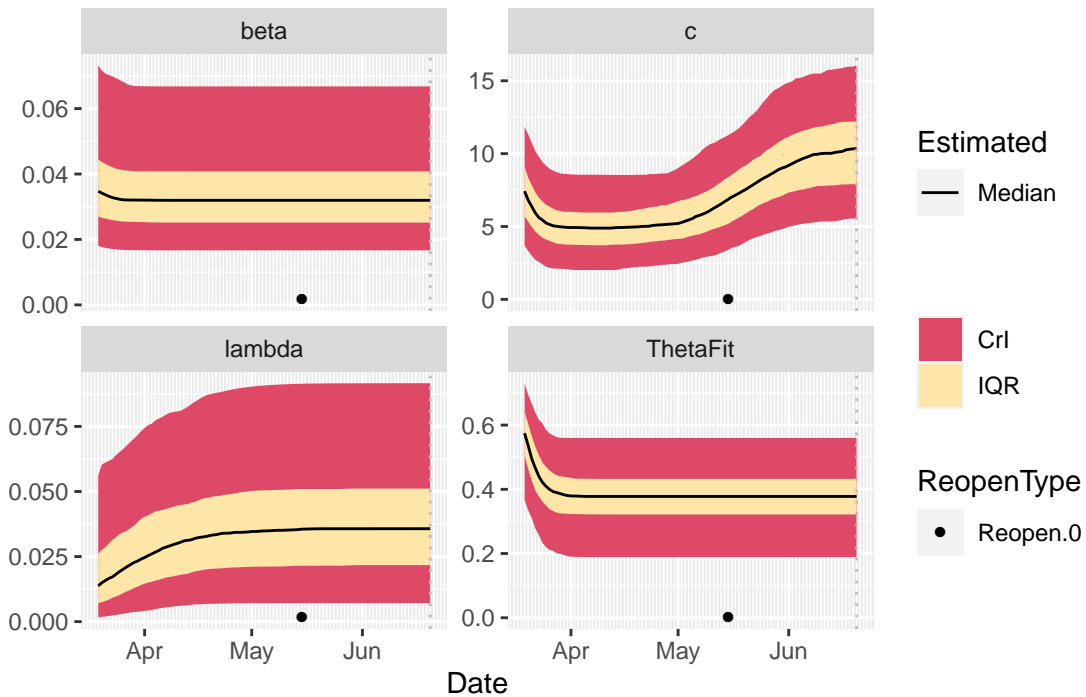 beta
c
0.06
0.04
0.02
0.00
15
10
5
0
lambda
ThetaFit
0.075
0.050
0.025
0.000
0.6
0.4
0.2
0.0
Apr May Jun
Apr May Jun
Date
Estimated
Median
CrI
IQR
ReopenType
Reopen.0